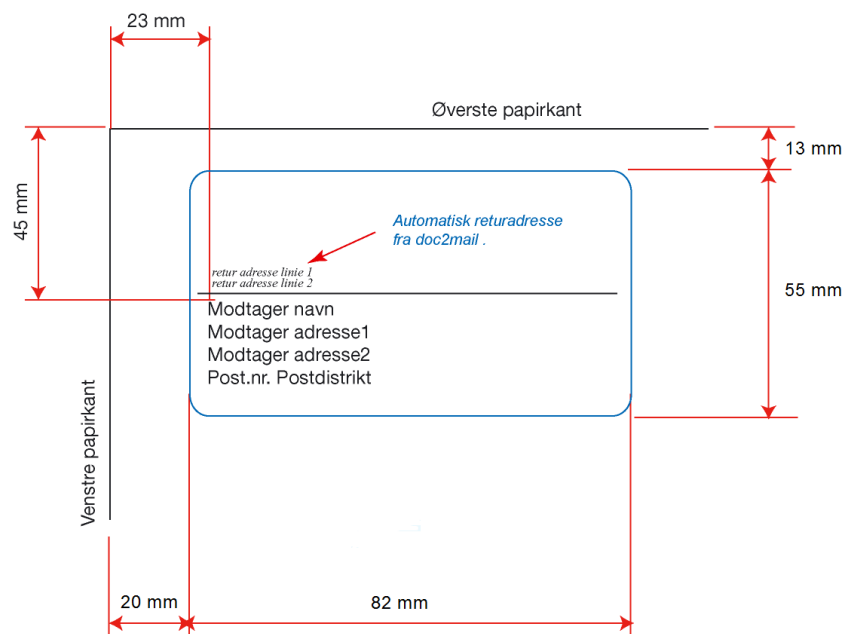 23 mm
Øverste papirkant
13 mm
45 mm
Automatisk returadresse
fra doc2mail .
retur adresse linie 1
retur adresse linie 2
55 mm
Modtager navn
Modtager adresse1
Modtager adresse2
Post.nr. Postdistrikt
Venstre papirkant
20 mm
82 mm